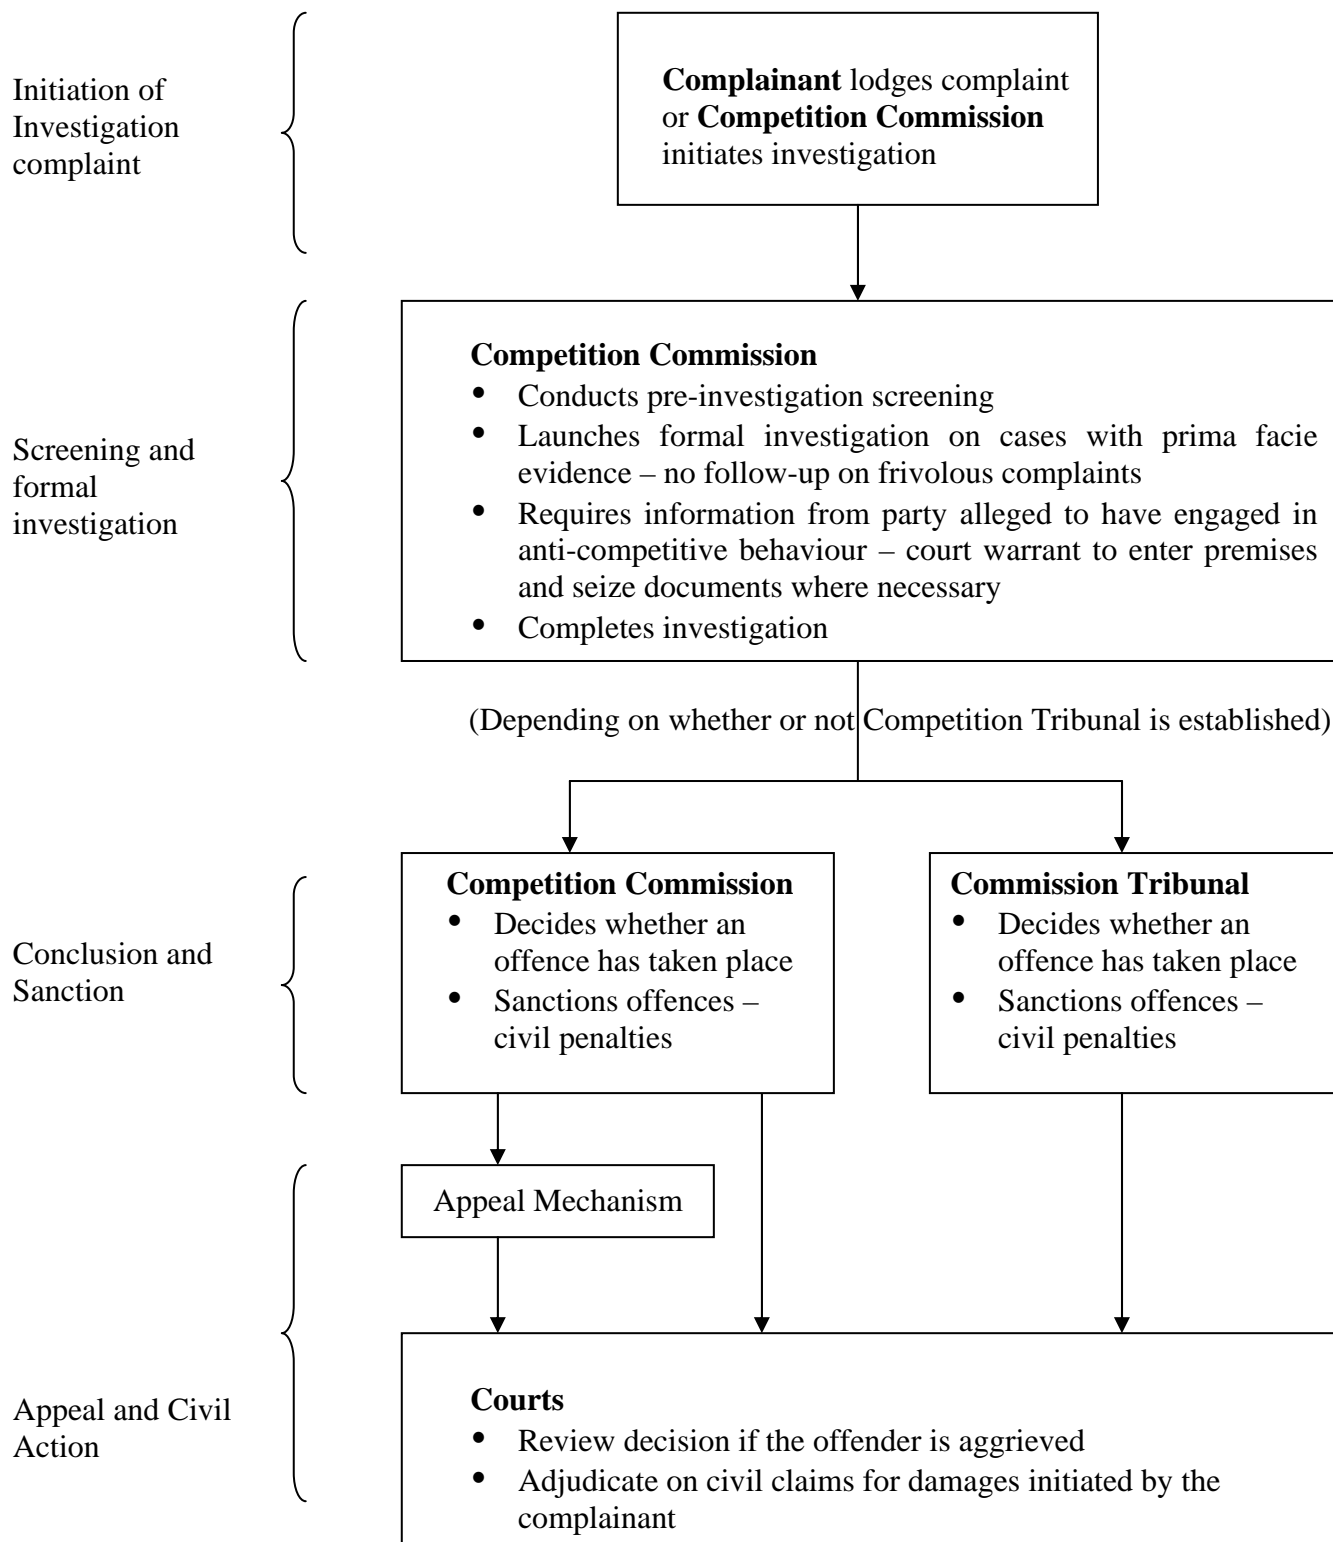 Initiation of
Investigation
complaint
Complainant lodges complaint
or Competition Commission
initiates investigation
Screening and
formal
investigation
Competition Commission
• Conducts pre-investigation screening
• Launches formal investigation on cases with prima facie
evidence – no follow-up on frivolous complaints
• Requires information from party alleged to have engaged in
anti-competitive behaviour – court warrant to enter premises
and seize documents where necessary
• Completes investigation
(Depending on whether or not Competition Tribunal is established)
Conclusion and
Sanction
Competition Commission
• Decides whether an
offence has taken place
• Sanctions offences –
civil penalties
Commission Tribunal
• Decides whether an
offence has taken place
• Sanctions offences –
civil penalties
Appeal Mechanism
Appeal and Civil
Action
Courts
• Review decision if the offender is aggrieved
• Adjudicate on civil claims for damages initiated by the
complainant